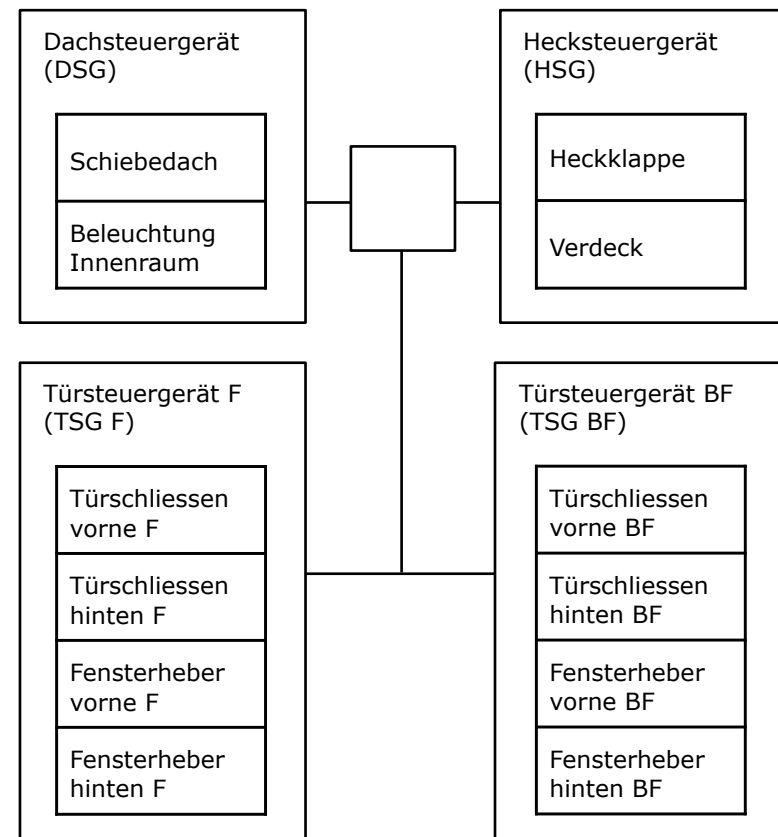 Dachsteuergerät
(DSG)
Schiebedach
Beleuchtung
Innenraum
Hecksteuergerät
(HSG)
Heckklappe
Verdeck
Türsteuergerät F
(TSG F)
Türschliessen
vorne F
Türschliessen
hinten F
Fensterheber
vorne F
Fensterheber
hinten F
Türsteuergerät BF
(TSG BF)
Türschliessen
vorne BF
Türschliessen
hinten BF
Fensterheber
vorne BF
Fensterheber
hinten BF